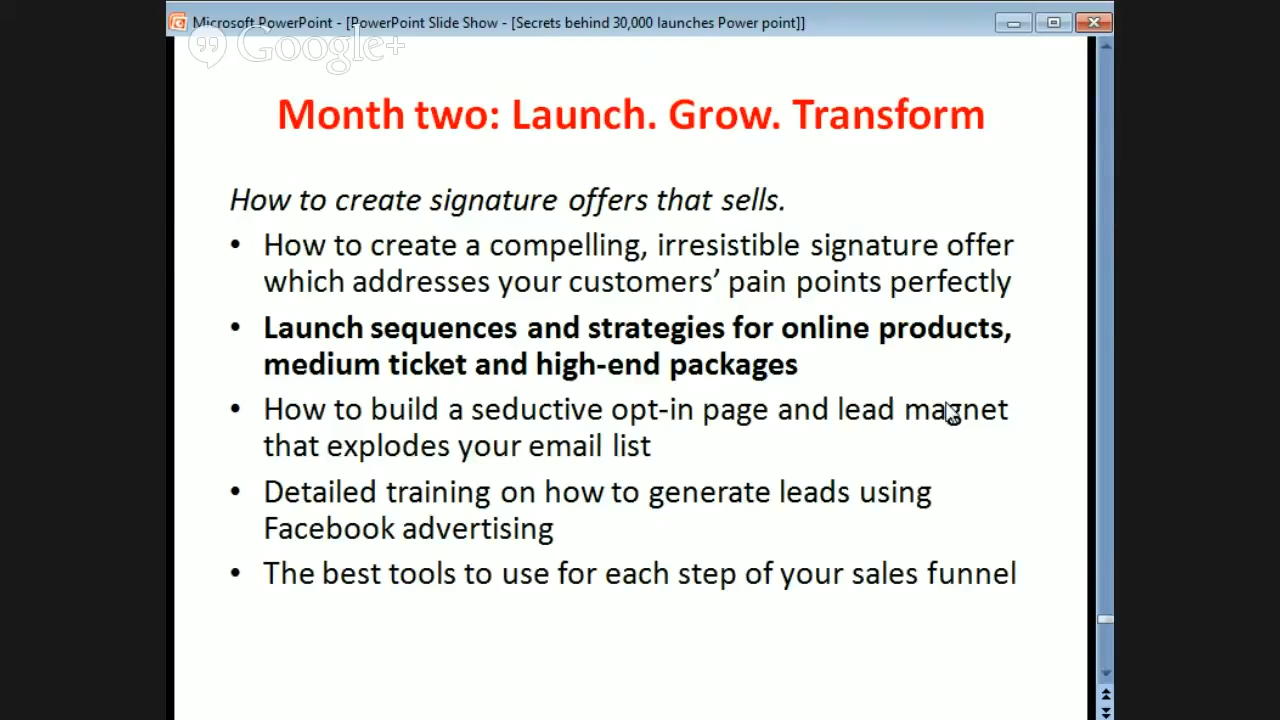 Microsoft PowerPoint - [PowerPoint Slide Show - [Secrets behind 30,000 launches Power point]]
Google+
Month two: Launch. Grow. Transform
How to create signature offers that sells.
• How to create a compelling, irresistible signature offer
which addresses your customers’ pain points perfectly
• Launch sequences and strategies for online products,
medium ticket and high-end packages
• How to build a seductive opt-in page and lead magnet
that explodes your email list
• Detailed training on how to generate leads using
Facebook advertising
• The best tools to use for each step of your sales funnel